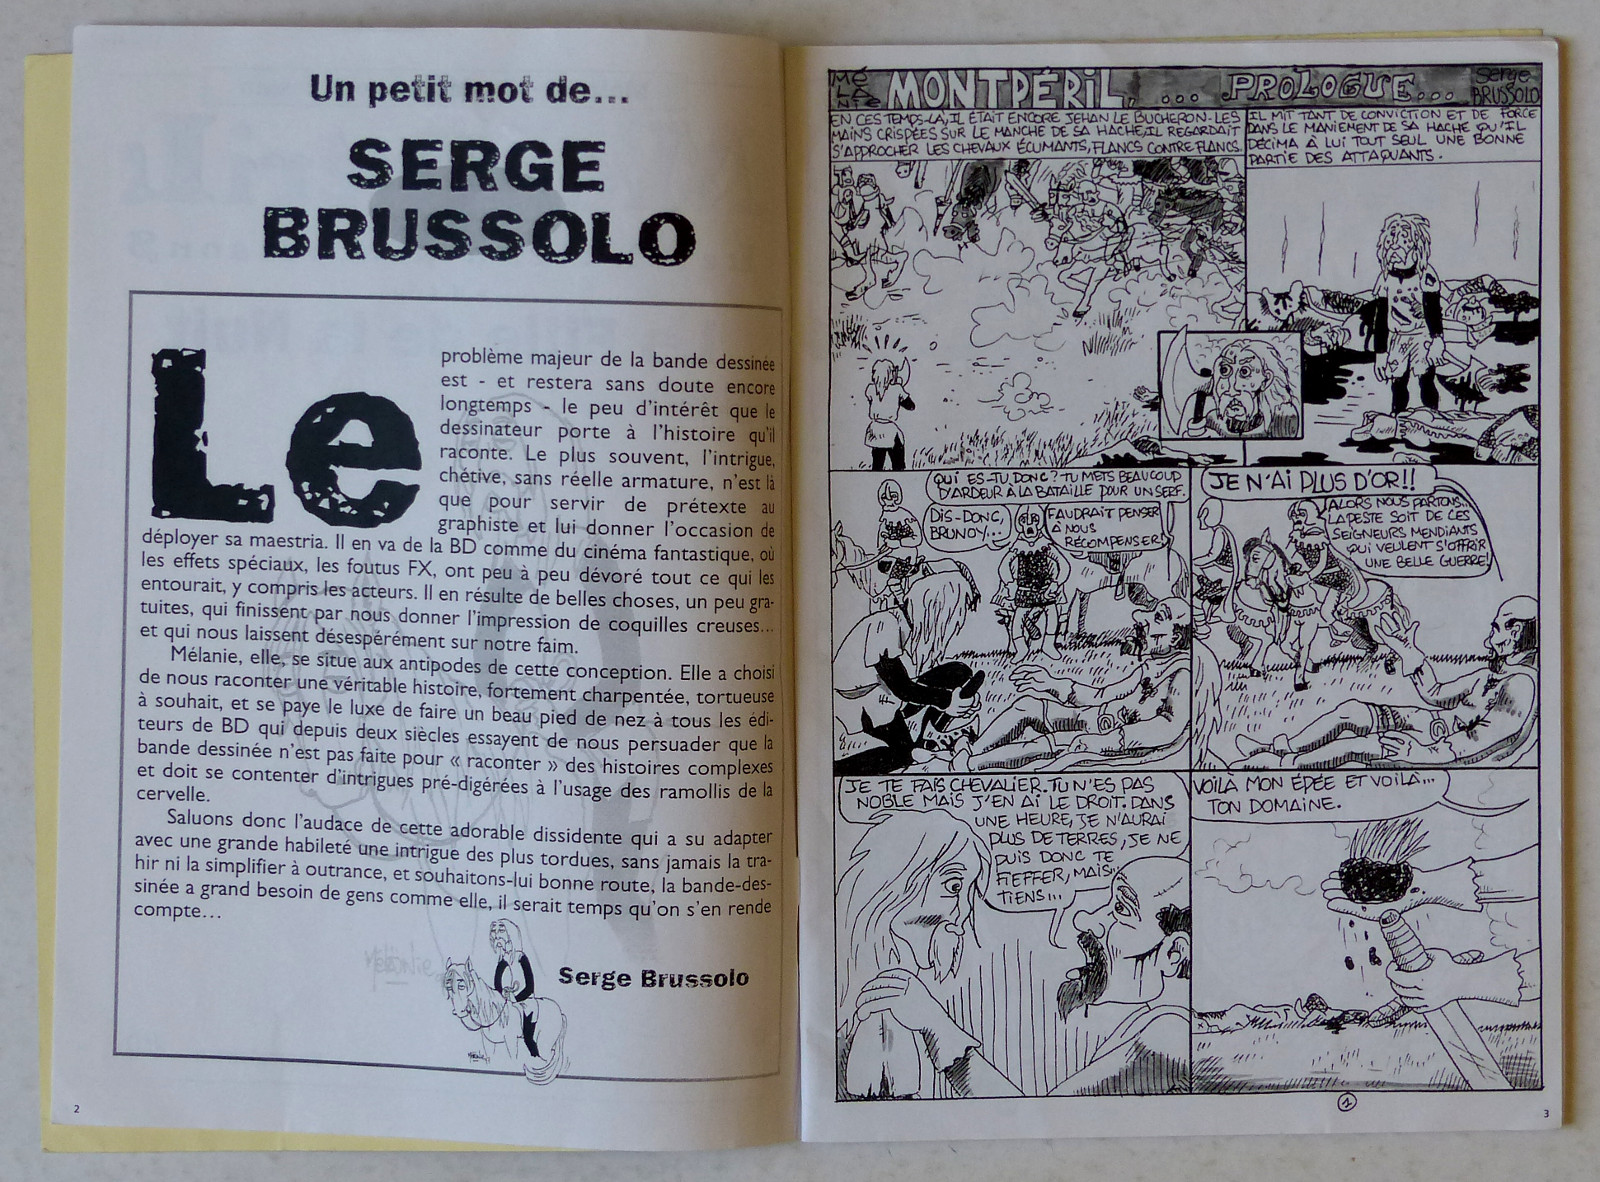 Un petit mot de...
SERGE
BRUSSOLO
Le
problème majeur de la bande dessinée
est - et restera sans doute encore
longtemps - le peu d'intérêt que le
dessinateur porte à l'histoire qu'il
raconte. Le plus souvent, l'intrigue,
chétive, sans réelle armature, n'est là
que pour servir de prétexte au
graphiste et lui donner l'occasion de
déployer sa maestria. Il en va de la BD comme du cinéma fantastique, où
les effets spéciaux, les foutus FX, ont peu à peu dévoré tout ce qui les
entourait, y compris les acteurs. Il en résulte de belles choses, un peu gra-
tuites, qui finissent par nous donner l'impression de coquilles creuses...
et qui nous laissent désespérément sur notre faim.
Mélanie, elle, se situe aux antipodes de cette conception. Elle a choisi
de nous raconter une véritable histoire, fortement charpentée, tortueuse
à souhait, et se paye le luxe de faire un beau pied de nez à tous les édi-
teurs de BD qui depuis deux siècles essayent de nous persuader que la
bande dessinée n'est pas faite pour « raconter » des histoires complexes
et doit se contenter d'intrigues pré-digérées à l'usage des ramollis de la
cervelle.
Saluons donc l'audace de cette adorable dissidente qui a su adapter
avec une grande habileté une intrigue des plus tordues, sans jamais la tra-
hir ni la simplifier à outrance, et souhaitons-lui bonne route, la bande-des-
sinée a grand besoin de gens comme elle, il serait temps qu'on s'en rende
compte...
Serge Brussolo
2
MÉLANIE
MONTPÉRIL, ... PROLOGUE...
Serge
BRUSSOLO
EN CES TEMPS-LÀ, IL ÉTAIT ENCORE JEHAN LE BUCHERON. LES
MAINS CRISPÉES SUR LE MANCHE DE SA HACHE, IL REGARDAIT
S'APPROCHER LES CHEVAUX ÉCUMANTS, FLANCS CONTRE FLANCS.
IL MIT TANT DE CONVICTION ET DE FORCE
DANS LE MANIEMENT DE SA HACHE QU'IL
DÉCIMA À LUI TOUT SEUL UNE BONNE
PARTIE DES ATTAQUANTS.
QUI ES-TU DONC? TU METS BEAUCOUP
D'ARDEUR À LA BATAILLE POUR UN SERF.
DIS-DONC,
BRUNOY...
FAUDRAIT PENSER
À NOUS
RÉCOMPENSER!
JE N'AI PLUS D'OR!!
ALORS NOUS PARTONS..
LA PESTE SOIT DE CES
SEIGNEURS MENDIANTS
QUI VEULENT S'OFFRIR
UNE BELLE GUERRE!
JE TE FAIS CHEVALIER. TU N'ES PAS
NOBLE MAIS J'EN AI LE DROIT. DANS
UNE HEURE, JE N'AURAI
PLUS DE TERRES, JE NE
PUIS DONC TE
FIEFFER, MAIS..
TIENS...
VOILÀ MON ÉPÉE ET VOILÀ...
TON DOMAINE.
1
3